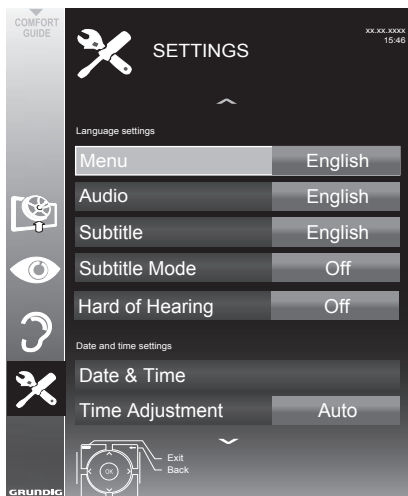 COMFORT
GUIDE
SETTINGS
xx.xx.xxxx
15:46
Language settings
Menu English
Audio English
Subtitle English
Subtitle Mode Off
Hard of Hearing Off
Date and time settings
Date & Time
Time Adjustment Auto
Exit
Back
OK
GRUNDIG